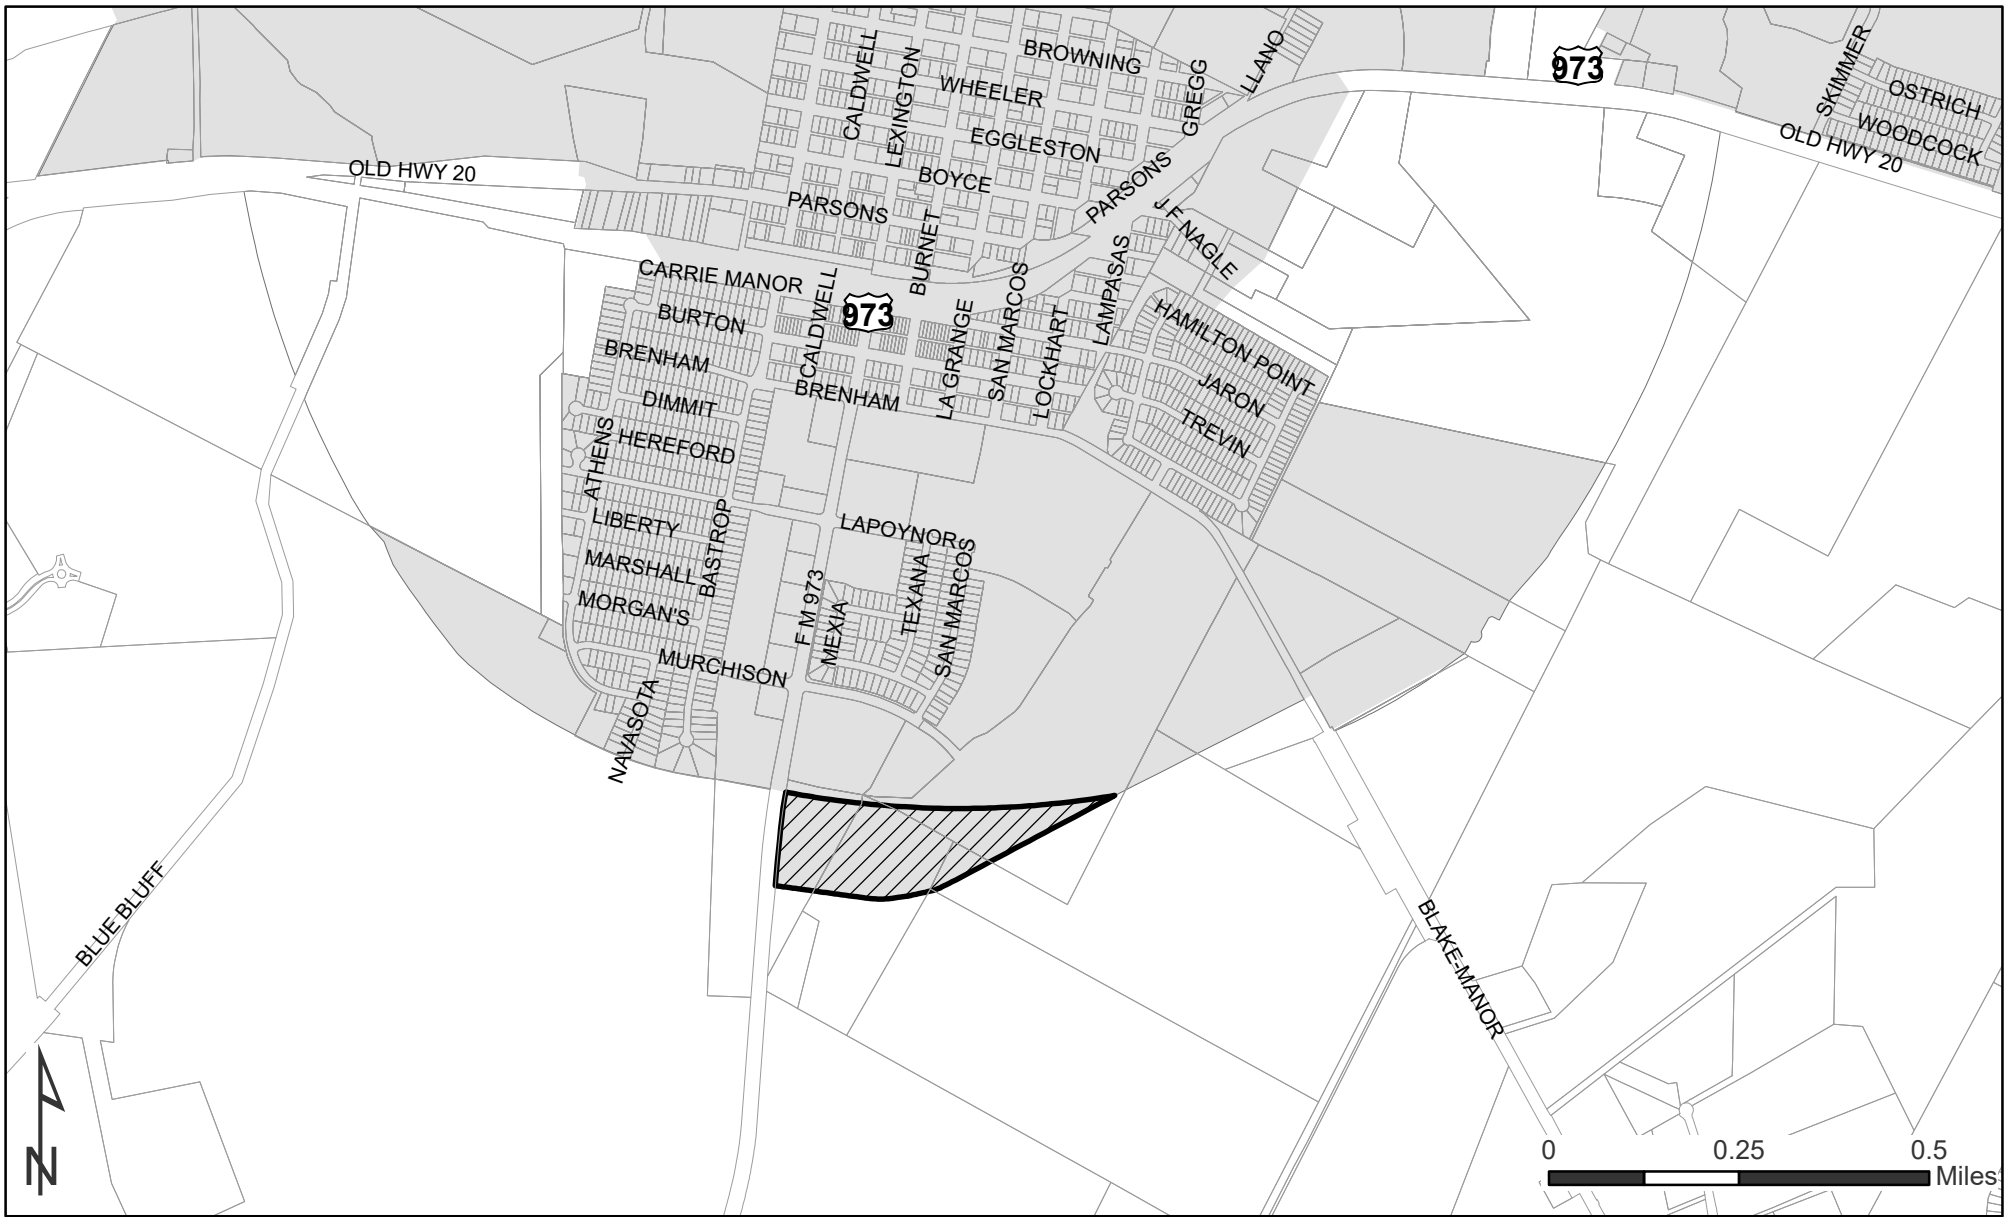 BROWNING
WHEELER
EGGLESTON
BOYCE
PARSONS
CALDWELL
LEXINGTON
GREGG
LLANO
PARSONS
973
SKIMMER
OSTRICH
WOODCOCK
OLD HWY 20
OLD HWY 20
J F NAGLE
BURNET
CARRIE MANOR
BURTON
BRENHAM
DIMMIT
HEREFORD
ATHENS
CALDWELL
973
BRENHAM
LA GRANGE
SAN MARCOS
LOCKHART
LAMPASAS
HAMILTON POINT
JARON
TREVIN
LIBERTY
MARSHALL
MORGAN'S
BASTROP
LAPOYNOR
F M 973
MEXIA
TEXANA
SAN MARCOS
MURCHISON
NAVASOTA
BLUE BLUFF
BLAKE-MANOR
N
0 0.25 0.5
Miles